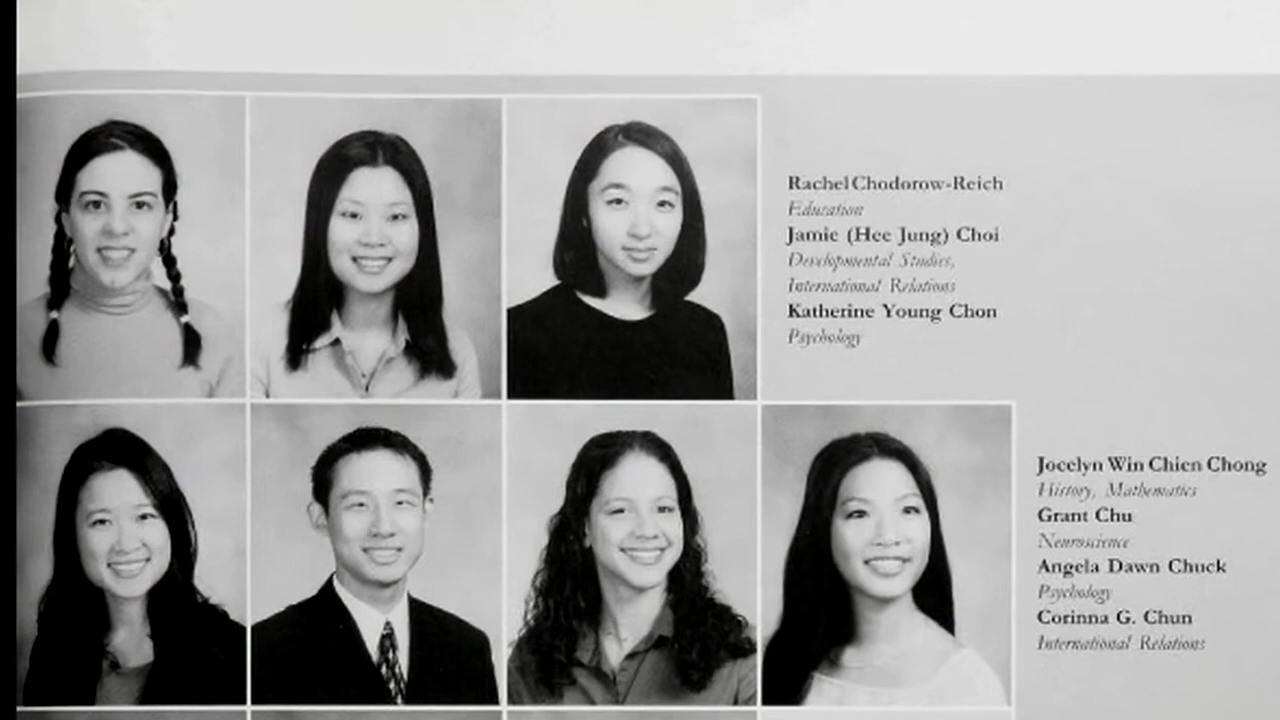 Rachel Chodorow-Reich
Education
Jamie (Hee Jung) Choi
Developmental Studies,
International Relations
Katherine Young Chon
Psychology
Jocelyn Win Chien Chong
History, Mathematics
Grant Chu
Neuroscience
Angela Dawn Chuck
Psychology
Corinna G. Chun
International Relations